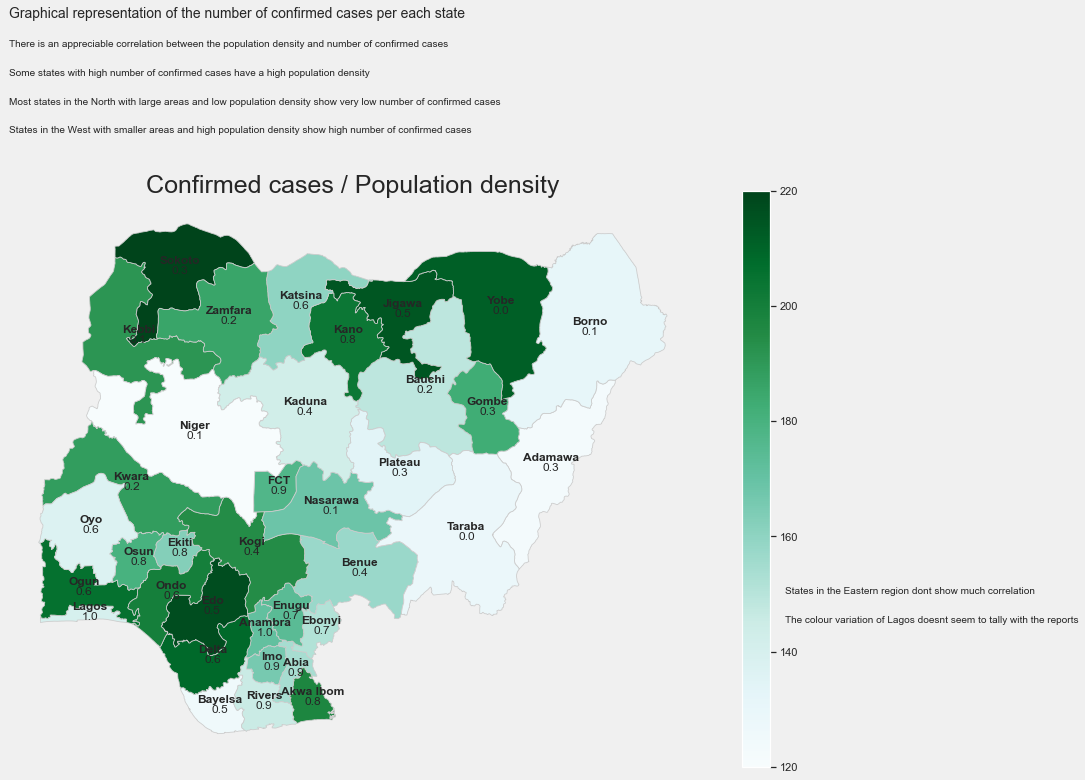 Graphical representation of the number of confirmed cases per each state
There is an appreciable correlation between the population density and number of confirmed cases
Some states with high number of confirmed cases have a high population density
Most states in the North with large areas and low population density show very low number of confirmed cases
States in the West with smaller areas and high population density show high number of confirmed cases
Confirmed cases / Population density
220
200
180
160
140
120
Sokoto
Zamfara
0.2
Katsina
0.6
Jigawa
0.5
Yobe
0.0
Kebbi
Kano
0.8
Borno
0.1
Bauchi
0.2
Kaduna
0.4
Gombe
0.3
Niger
0.1
Plateau
0.3
Adamawa
0.3
Kwara
0.2
FCT
0.9
Nasarawa
0.1
Oyo
0.6
Taraba
0.0
Osun
0.8
Ekiti
0.8
Kogi
0.4
Benue
0.4
Ogun
0.6
Ondo
0.6
Edo
0.5
Lagos
1.0
Enugu
0.7
Anambra
1.0
Ebonyi
0.7
Delta
0.6
Imo
0.9
Abia
0.9
Bayelsa
0.5
Rivers
0.9
Akwa Ibom
0.8
States in the Eastern region dont show much correlation
The colour variation of Lagos doesnt seem to tally with the reports